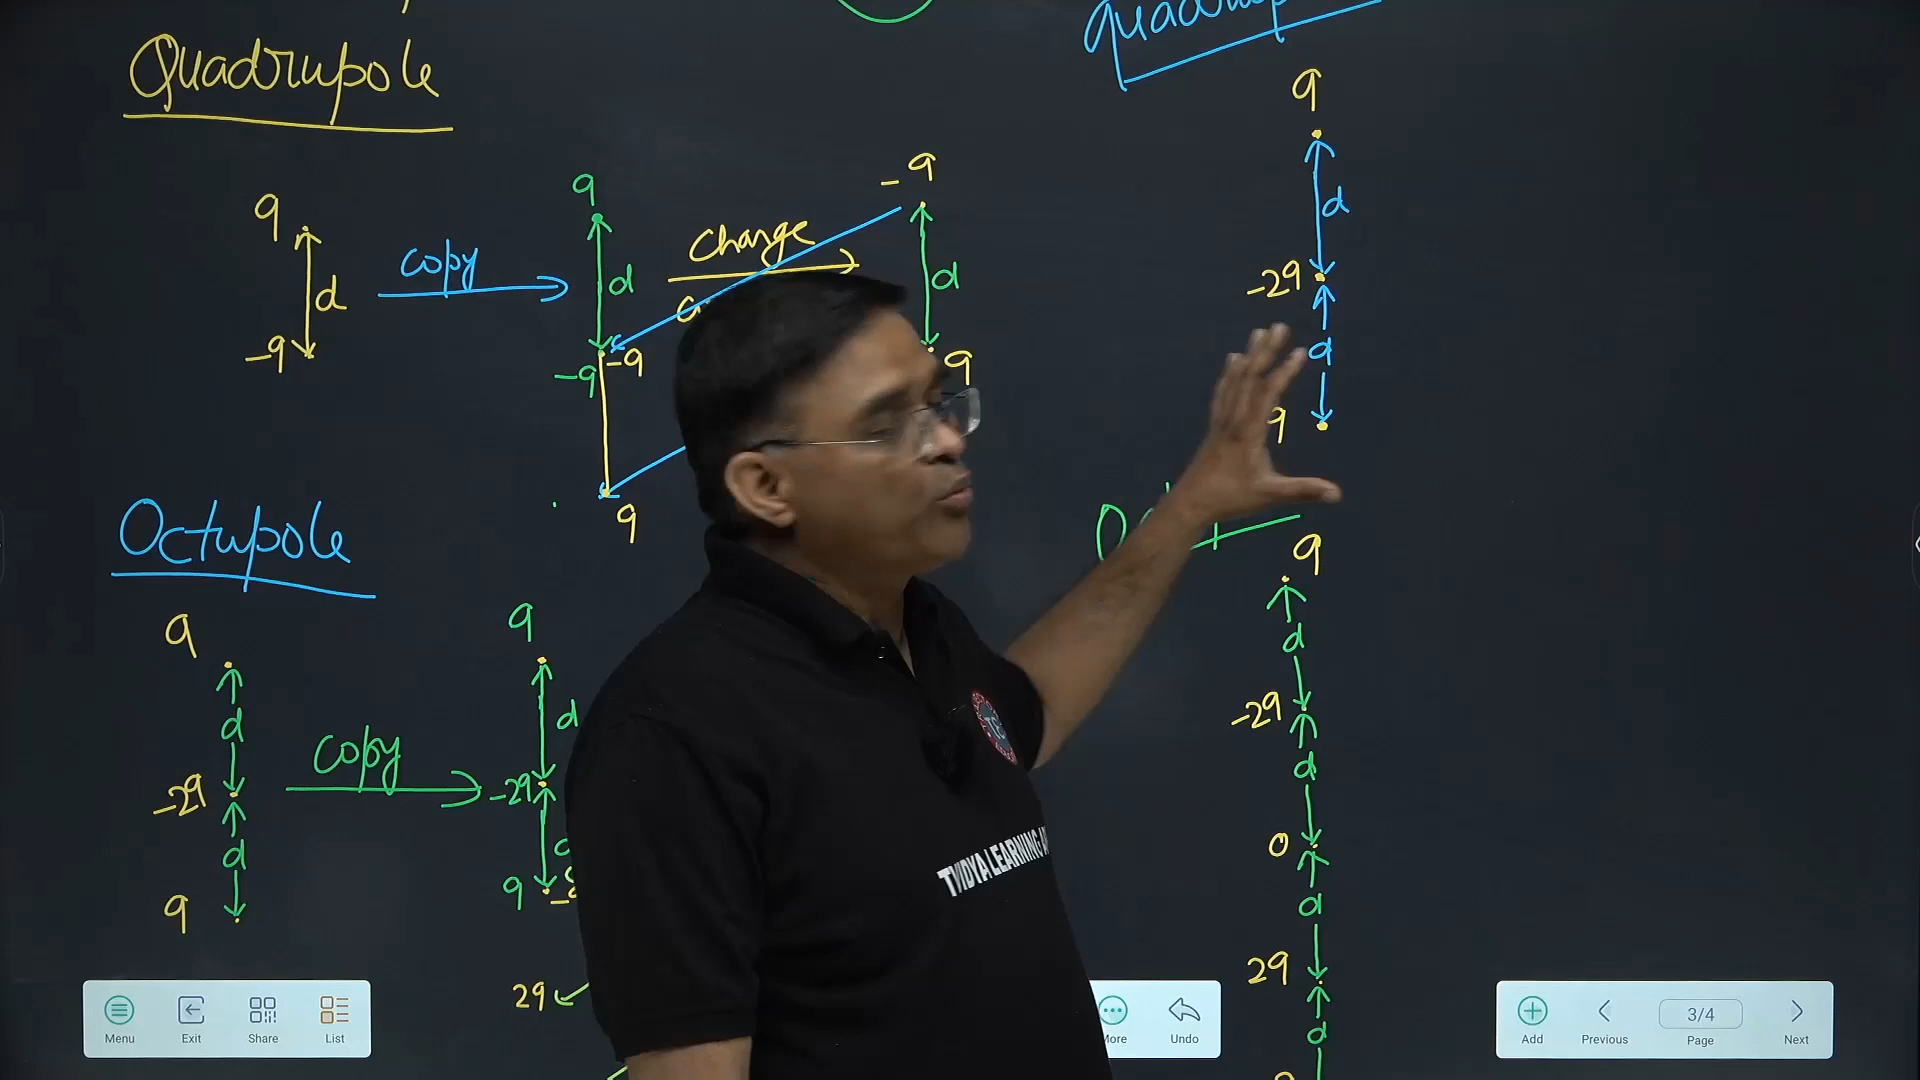 Quadrupole
q
d
-q
copy
q
d
-q
-q
q
Change
-q
d
q
q
d
-2q
d
q
Octupole
q
d
-2q
d
q
copy
q
d
-2q
q
2q
q
d
-2q
d
0
d
2q
d
TVIDYA LEARNING
Menu
Exit
Share
List
More
Undo
Add
Previous
3/4
Page
Next